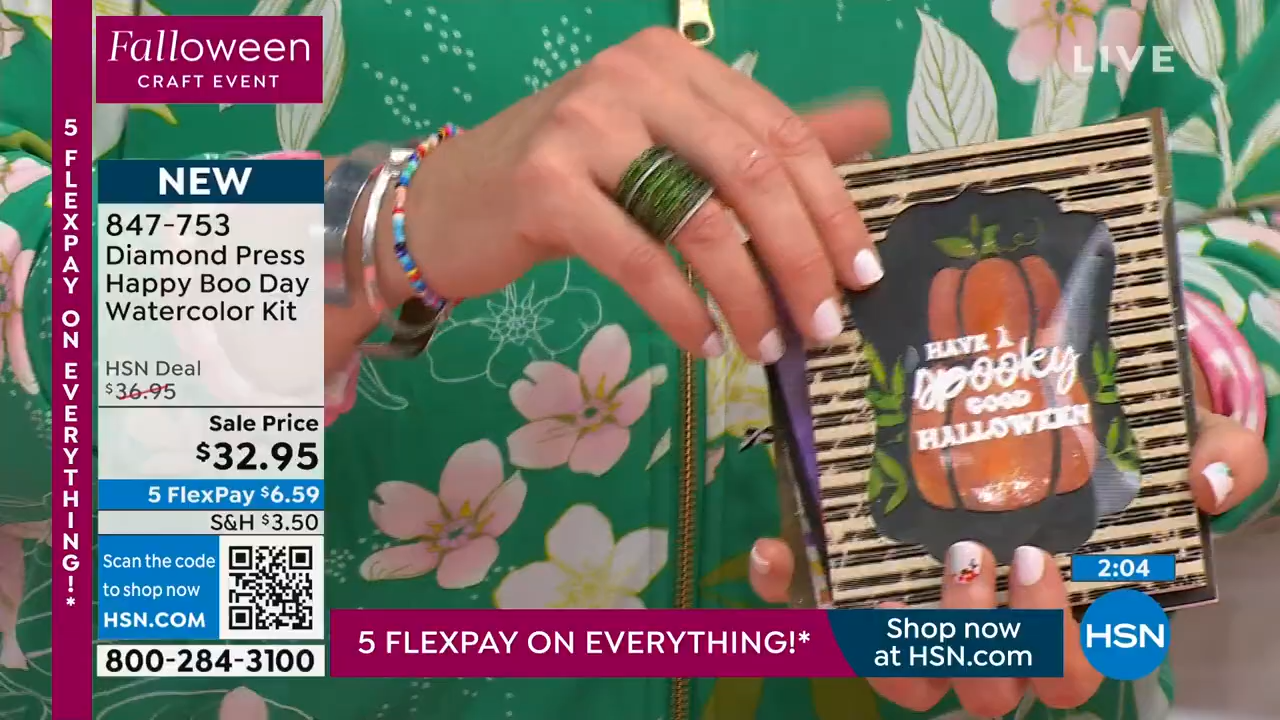 Falloween
CRAFT EVENT
LIVE
5 FLEXPAY ON EVERYTHING!*
NEW
847-753
Diamond Press
Happy Boo Day
Watercolor Kit
HSN Deal
$36.95
Sale Price
$32.95
5 FlexPay $6.59
S&H $3.50
Scan the code
to shop now
HSN.COM
800-284-3100
HAVE A
spooky
GOOD
HALLOWEEN
2:04
5 FLEXPAY ON EVERYTHING!*
Shop now
at HSN.com
HSN